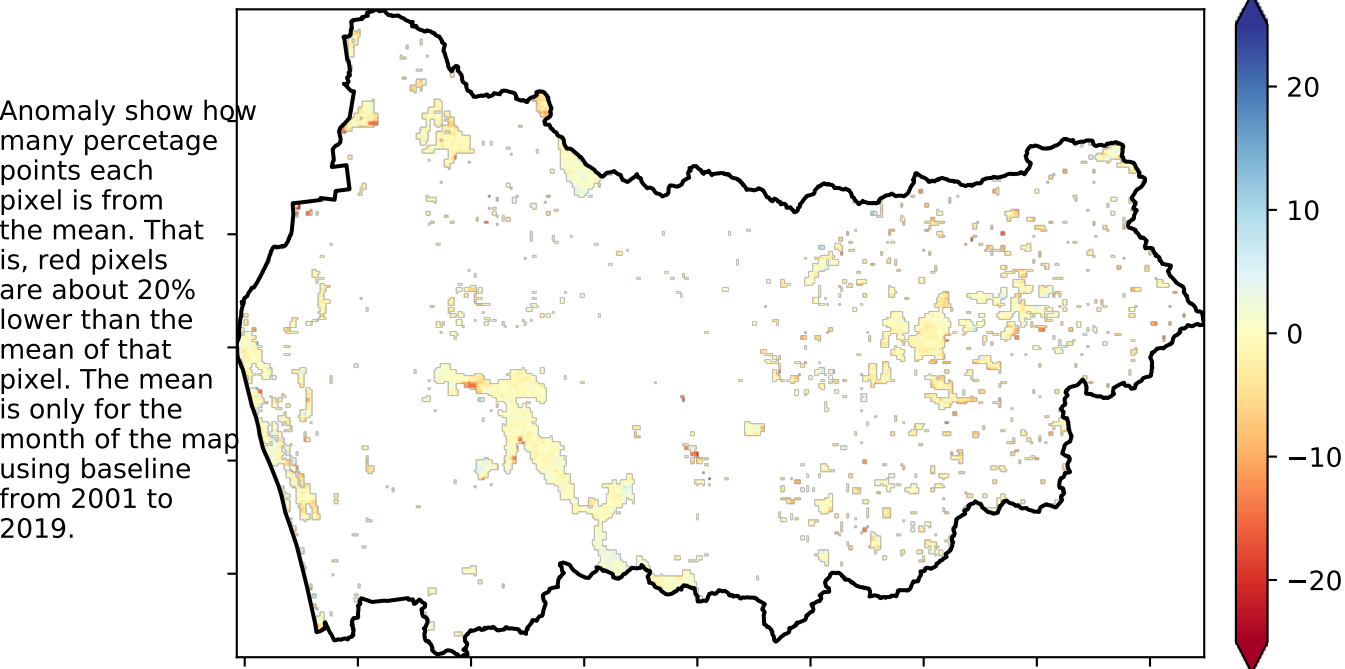 Anomaly show how
many percetage
points each
pixel is from
the mean. That
is, red pixels
are about 20%
lower than the
mean of that
pixel. The mean
is only for the
month of the map
using baseline
from 2001 to
2019.
20
10
0
−10
−20